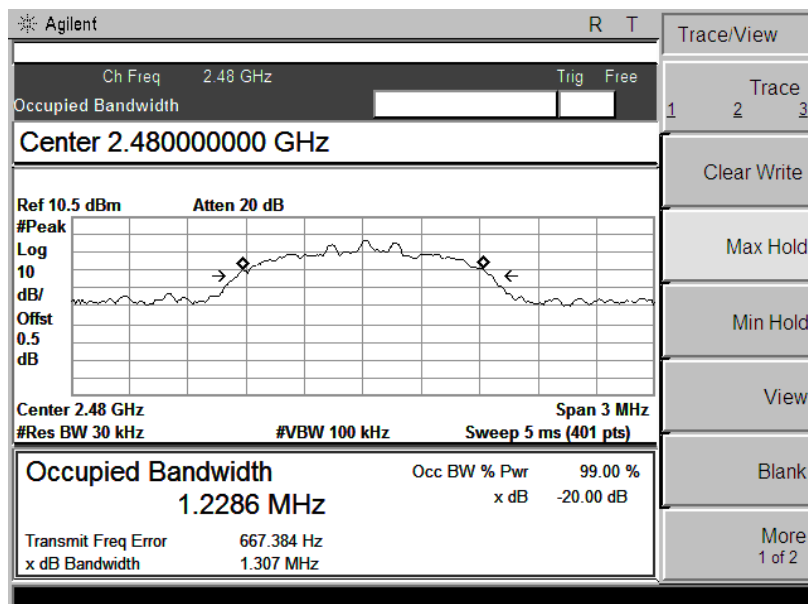 Agilent R T
Ch Freq 2.48 GHz Trig Free
Occupied Bandwidth
Center 2.480000000 GHz
Ref 10.5 dBm Atten 20 dB
#Peak
Log
10
dB/
Offst
0.5
dB
Center 2.48 GHz Span 3 MHz
#Res BW 30 kHz #VBW 100 kHz Sweep 5 ms (401 pts)
Occupied Bandwidth Occ BW % Pwr 99.00 %
1.2286 MHz x dB -20.00 dB
Transmit Freq Error 667.384 Hz
x dB Bandwidth 1.307 MHz
Trace/View
Trace
1 2 3
Clear Write
Max Hold
Min Hold
View
Blank
More
1 of 2